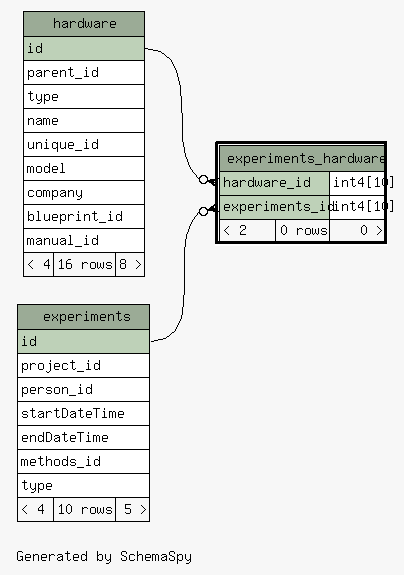 hardware
id
parent_id
type
name
unique_id
model
company
blueprint_id
manual_id
< 4 16 rows 8 >
experiments_hardware
hardware_id int4[10]
experiments_id int4[10]
< 2 0 rows 0 >
experiments
id
project_id
person_id
startDateTime
endDateTime
methods_id
type
< 4 10 rows 5 >
Generated by SchemaSpy